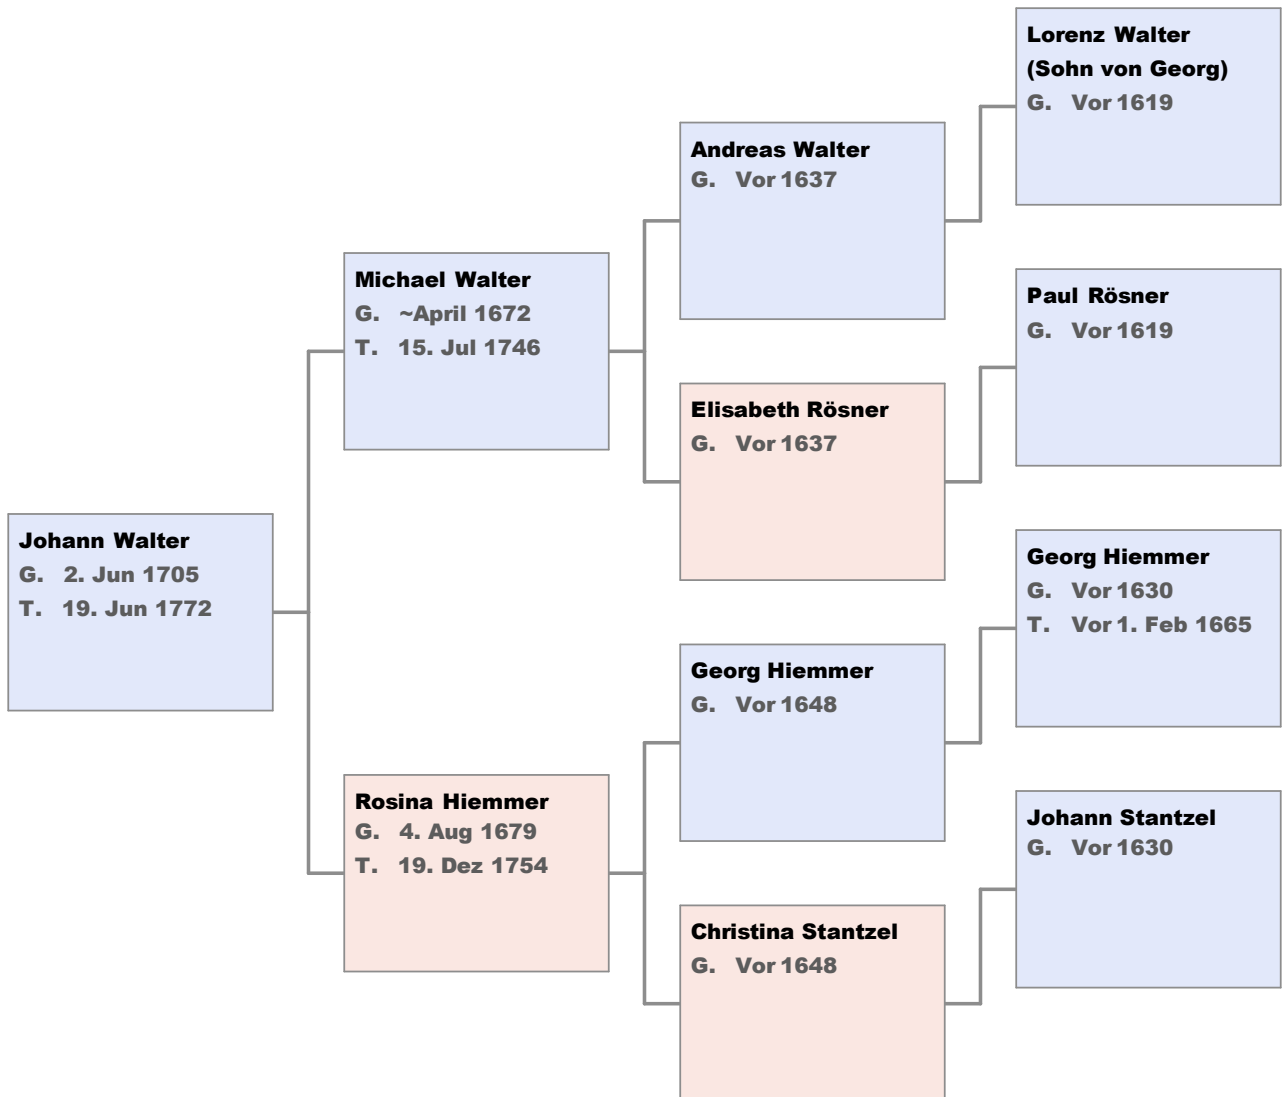 Lorenz Walter
(Sohn von Georg)
G. Vor 1619
Andreas Walter
G. Vor 1637
Michael Walter
G. ~April 1672
T. 15. Jul 1746
Paul Rösner
G. Vor 1619
Elisabeth Rösner
G. Vor 1637
Johann Walter
G. 2. Jun 1705
T. 19. Jun 1772
Georg Hiemmer
G. Vor 1630
T. Vor 1. Feb 1665
Georg Hiemmer
G. Vor 1648
Rosina Hiemmer
G. 4. Aug 1679
T. 19. Dez 1754
Johann Stantzel
G. Vor 1630
Christina Stantzel
G. Vor 1648